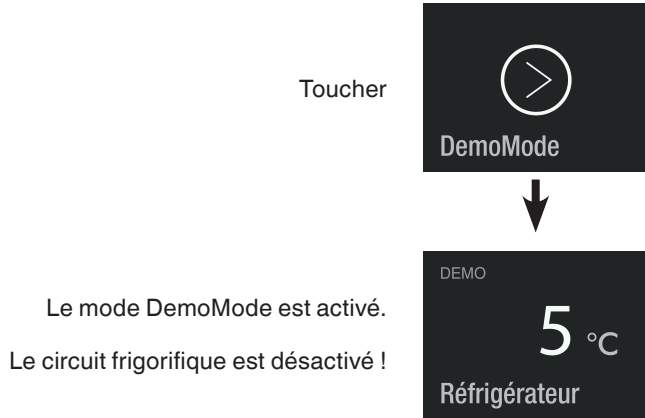 Toucher
DemoMode
DEMO
Le mode DemoMode est activé.
5 °C
Le circuit frigorifique est désactivé !
Réfrigérateur